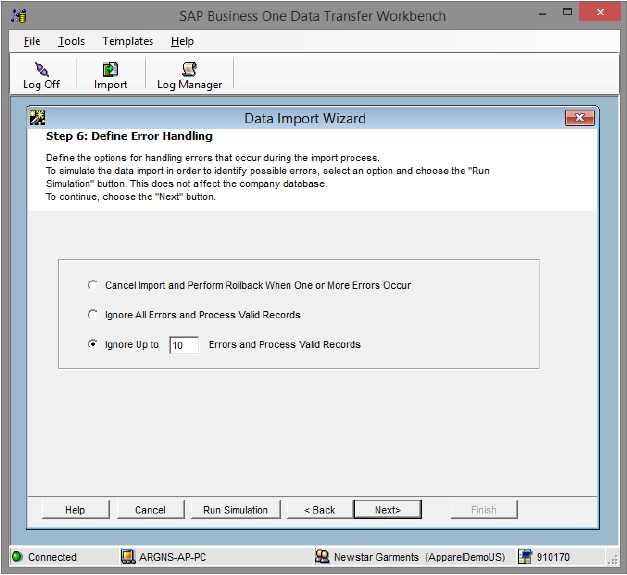 SAP Business One Data Transfer Workbench
File Tools Templates Help
Log Off Import Log Manager
Data Import Wizard
Step 6: Define Error Handling
Define the options for handling errors that occur during the import process.
To simulate the data import in order to identify possible errors, select an option and choose the "Run
Simulation" button. This does not affect the company database.
To continue, choose the "Next" button.
Cancel Import and Perform Rollback When One or More Errors Occur
Ignore All Errors and Process Valid Records
Ignore Up to 10 Errors and Process Valid Records
Help Cancel Run Simulation < Back Next> Finish
Connected ARGNS-AP-PC Newstar Garments (ApparelDemoUS) 910170